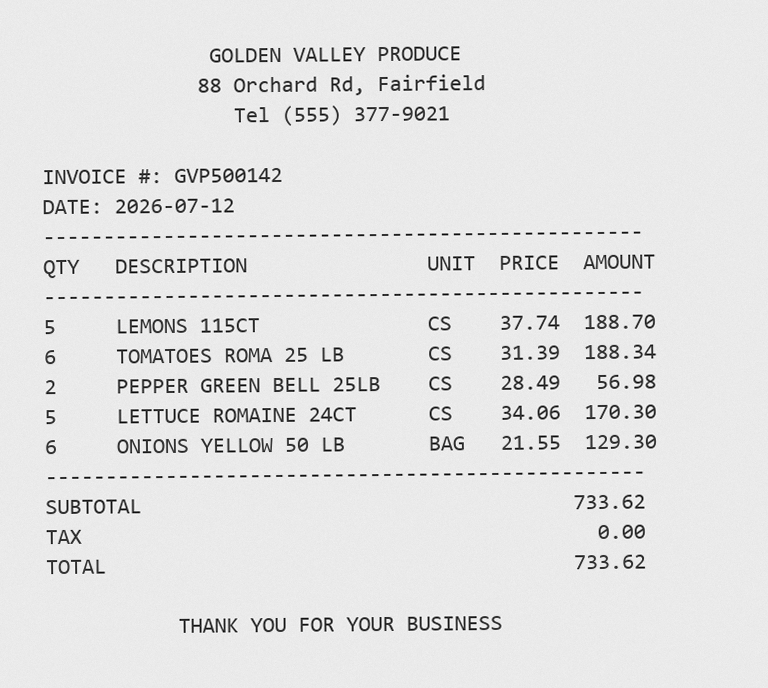 GOLDEN VALLEY PRODUCE
88 Orchard Rd, Fairfield
Tel (555) 377-9021
INVOICE #: GVP500142
DATE: 2026-07-12
--------------------------------------------------
QTY DESCRIPTION UNIT PRICE AMOUNT
--------------------------------------------------
5 LEMONS 115CT CS 37.74 188.70
6 TOMATOES ROMA 25 LB CS 31.39 188.34
2 PEPPER GREEN BELL 25LB CS 28.49 56.98
5 LETTUCE ROMAINE 24CT CS 34.06 170.30
6 ONIONS YELLOW 50 LB BAG 21.55 129.30
--------------------------------------------------
SUBTOTAL 733.62
TAX 0.00
TOTAL 733.62
THANK YOU FOR YOUR BUSINESS